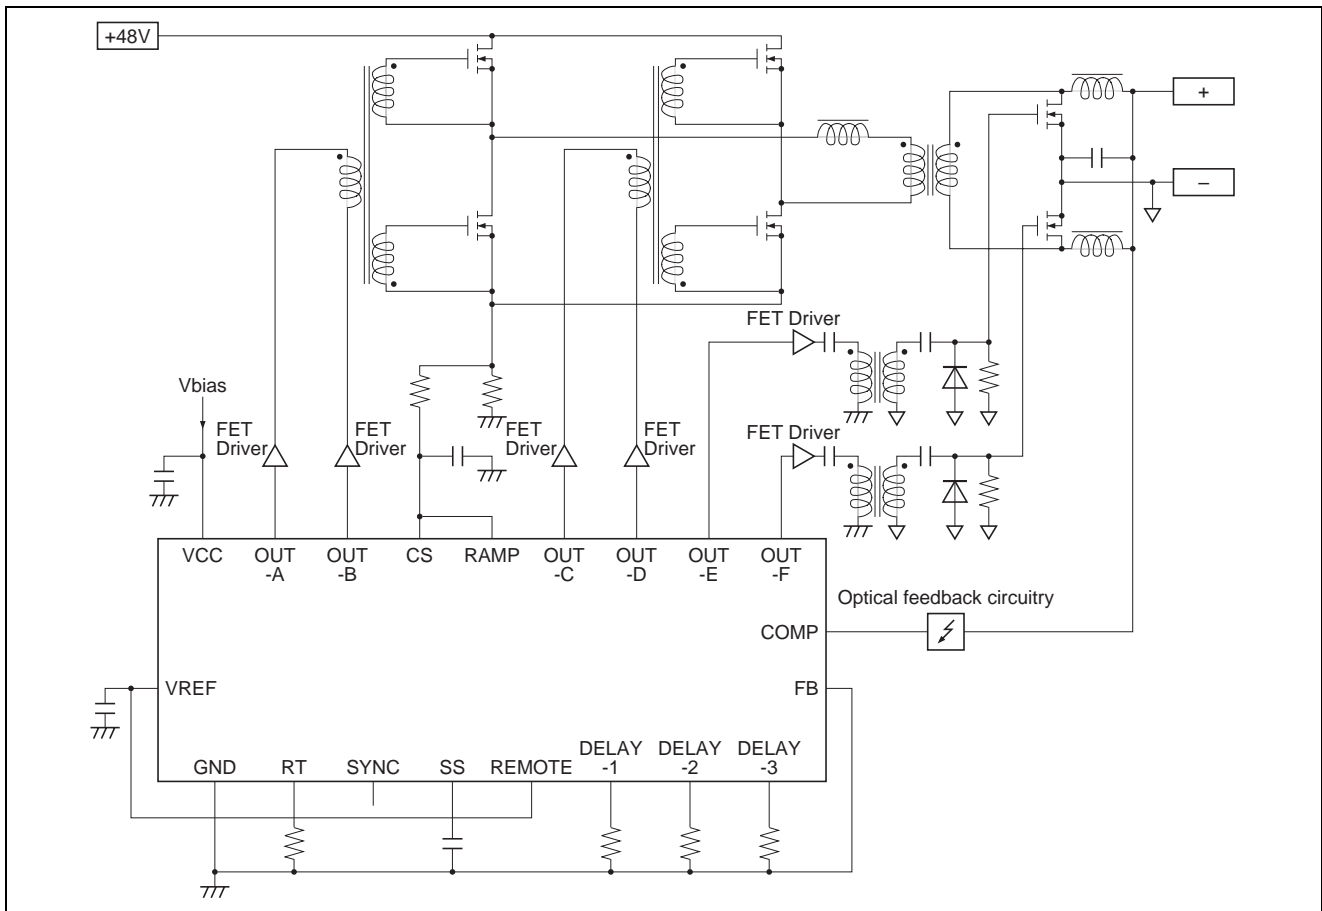 +48V
+
–
FET Driver
Vbias
FET
Driver
FET
Driver
FET
Driver
FET
Driver
FET Driver
VCC
OUT
-A
OUT
-B
CS
RAMP
OUT
-C
OUT
-D
OUT
-E
OUT
-F
Optical feedback circuitry
COMP
VREF
FB
GND
RT
SYNC
SS
REMOTE
DELAY
-1
DELAY
-2
DELAY
-3